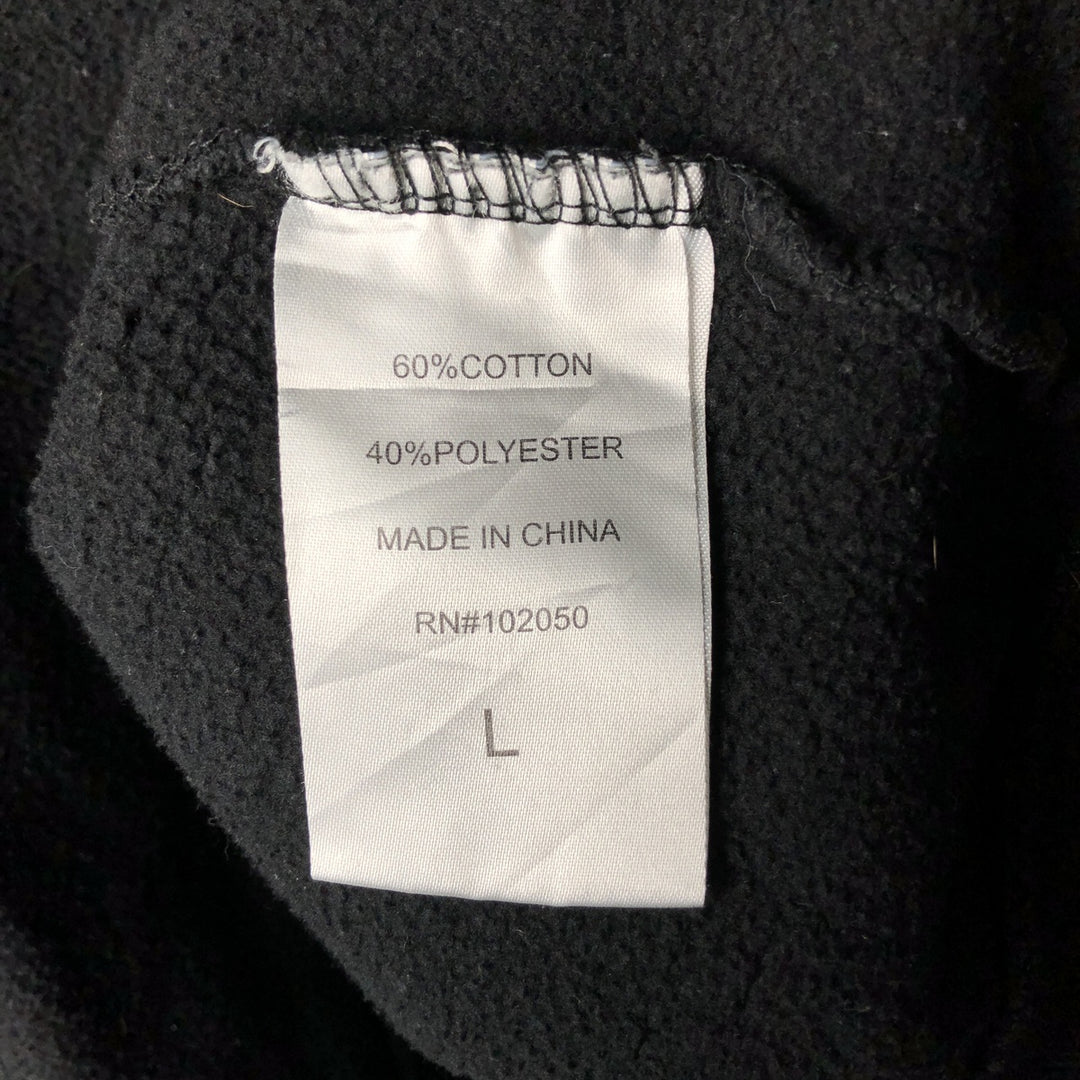 60%COTTON
40%POLYESTER
MADE IN CHINA
RN#102050
L